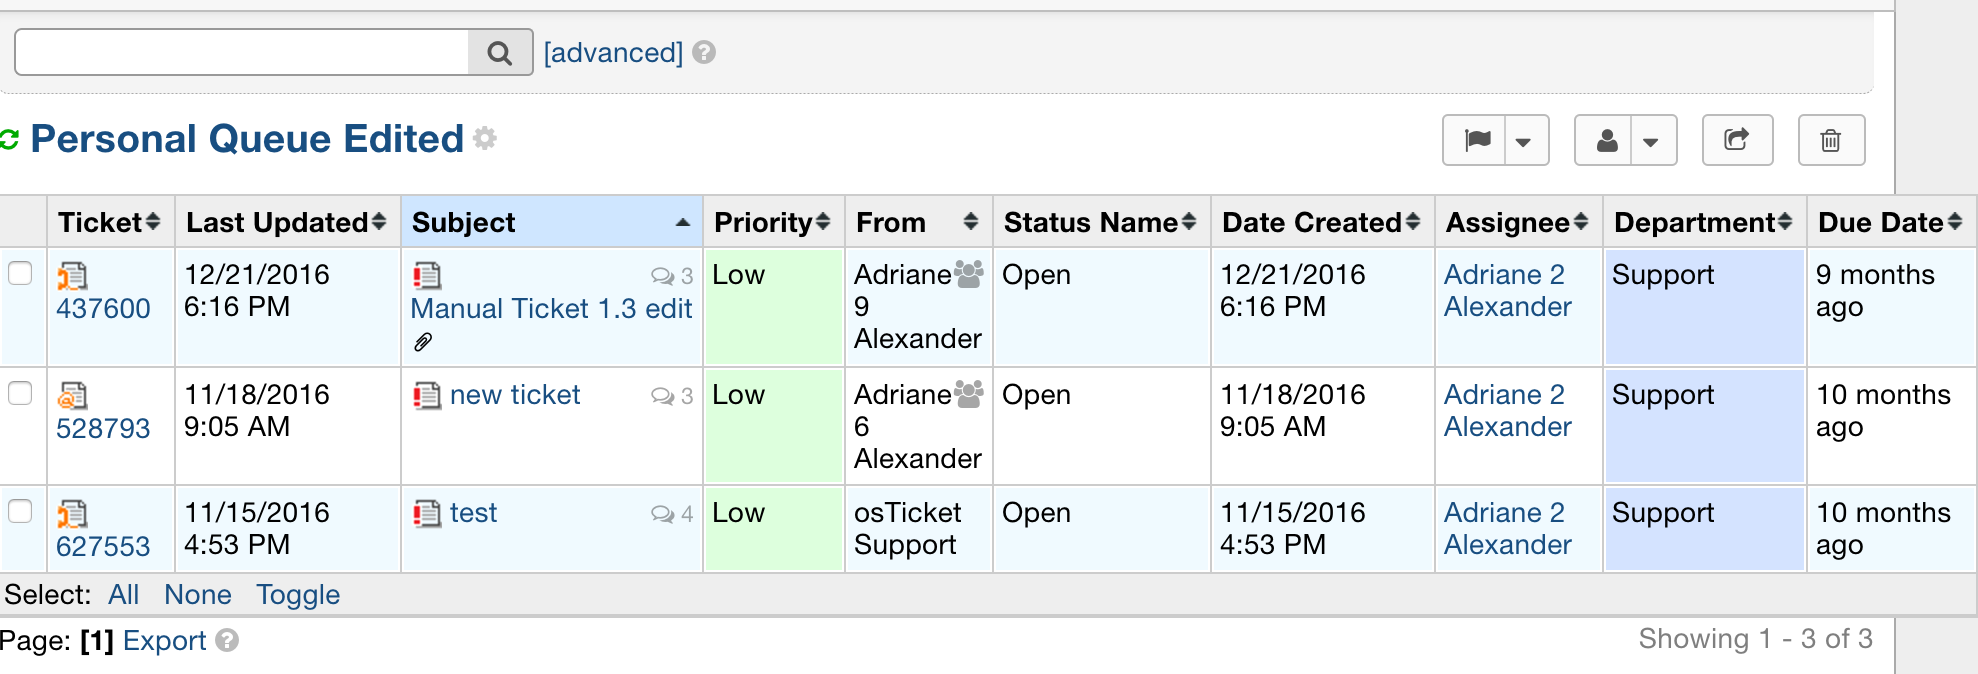 [advanced]
Personal Queue Edited
Ticket Last Updated Subject Priority From Status Name Date Created Assignee Department Due Date
12/21/2016 3 Low Adriane Open 12/21/2016 Adriane 2 Support 9 months
437600 6:16 PM Manual Ticket 1.3 edit 9 6:16 PM Alexander ago
Alexander
11/18/2016 new ticket 3 Low Adriane Open 11/18/2016 Adriane 2 Support 10 months
528793 9:05 AM 6 9:05 AM Alexander ago
Alexander
11/15/2016 test 4 Low osTicket Open 11/15/2016 Adriane 2 Support 10 months
627553 4:53 PM Support 4:53 PM Alexander ago
Select: All None Toggle
Page: [1] Export Showing 1 - 3 of 3